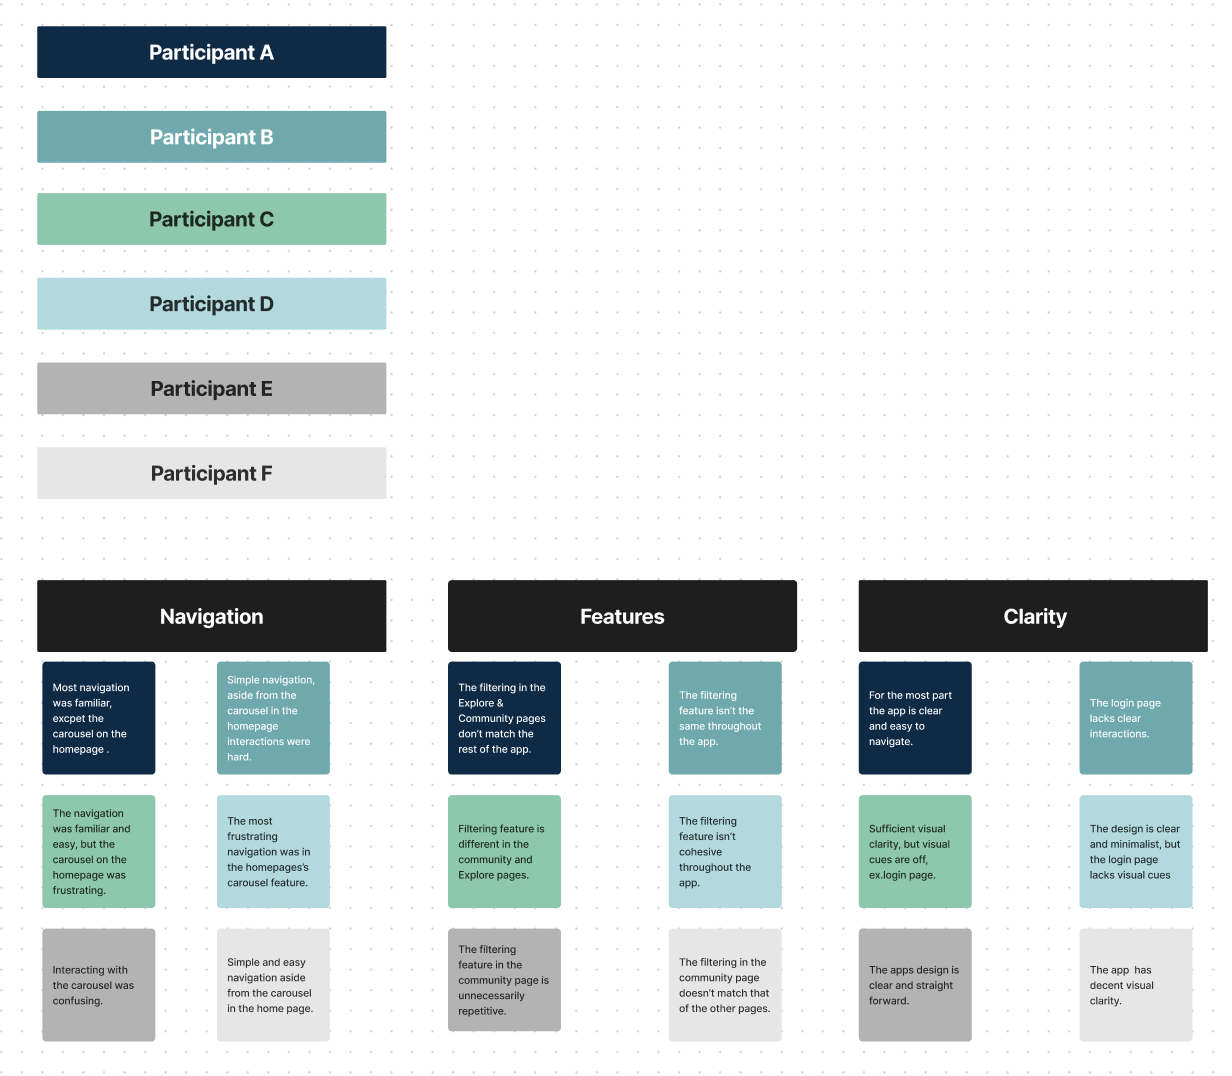 Participant A
Participant B
Participant C
Participant D
Participant E
Participant F
Navigation
Most navigation
was familiar,
excpet the
carousel on the
homepage .
Simple navigation,
aside from the
carousel in the
homepage
interactions were
hard.
The navigation
was familiar and
easy, but the
carousel on the
homepage was
frustrating.
The most
frustrating
navigation was in
the homepages's
carousel feature.
Interacting with
the carousel was
confusing.
Simple and easy
navigation aside
from the carousel
in the home page.
Features
The filtering in the
Explore &
Community pages
don't match the
rest of the app.
The filtering
feature isn't the
same throughout
the app.
Filtering feature is
different in the
community and
Explore pages.
The filtering
feature isn't
cohesive
throughout the
app.
The filtering
feature in the
community page is
unnecessarily
repetitive.
The filtering in the
community page
doesn't match that
of the other pages.
Clarity
For the most part
the app is clear
and easy to
navigate.
The login page
lacks clear
interactions.
Sufficient visual
clarity, but visual
cues are off,
ex.login page.
The design is clear
and minimalist, but
the login page
lacks visual cues
The apps design is
clear and straight
forward.
The app  has
decent visual
clarity.